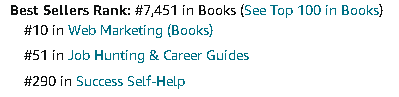 Best Sellers Rank: #7,451 in Books (See Top 100 in Books)
#10 in Web Marketing (Books)
#51 in Job Hunting & Career Guides
#290 in Success Self-Help